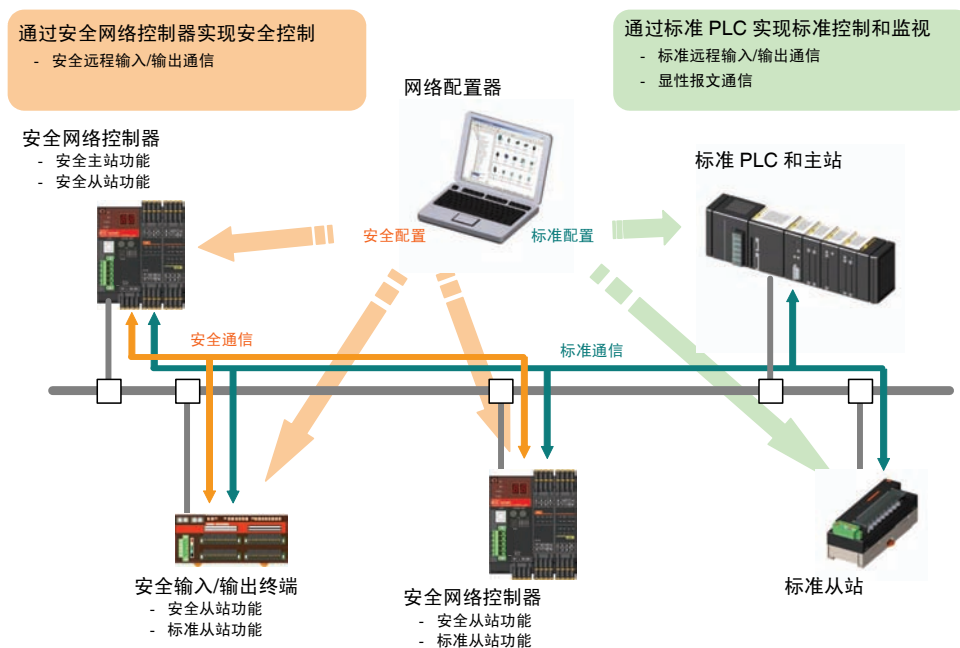 通过安全网络控制器实现安全控制
- 安全远程输入/输出通信
通过标准 PLC 实现标准控制和监视
- 标准远程输入/输出通信
- 显性报文通信
网络配置器
安全网络控制器
- 安全主站功能
- 安全从站功能
标准 PLC 和主站
安全配置
标准配置
安全通信
标准通信
安全输入/输出终端
- 安全从站功能
- 标准从站功能
安全网络控制器
- 安全从站功能
- 标准从站功能
标准从站